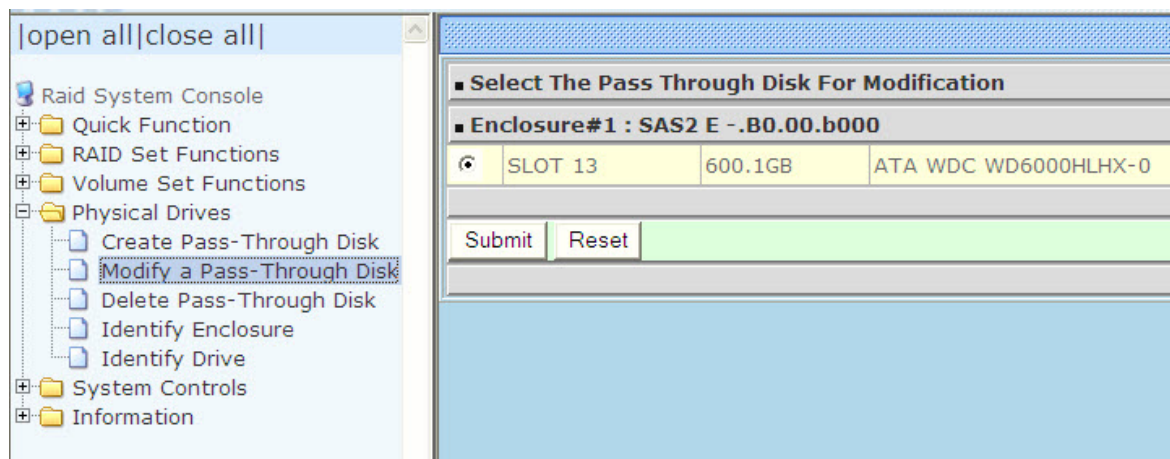 |open all|close all|
Raid System Console
Quick Function
RAID Set Functions
Volume Set Functions
Physical Drives
Create Pass-Through Disk
Modify a Pass-Through Disk
Delete Pass-Through Disk
Identify Enclosure
Identify Drive
System Controls
Information
Select The Pass Through Disk For Modification
Enclosure#1 : SAS2 E -.B0.00.b000
SLOT 13 600.1GB ATA WDC WD6000HLHX-0
Submit Reset